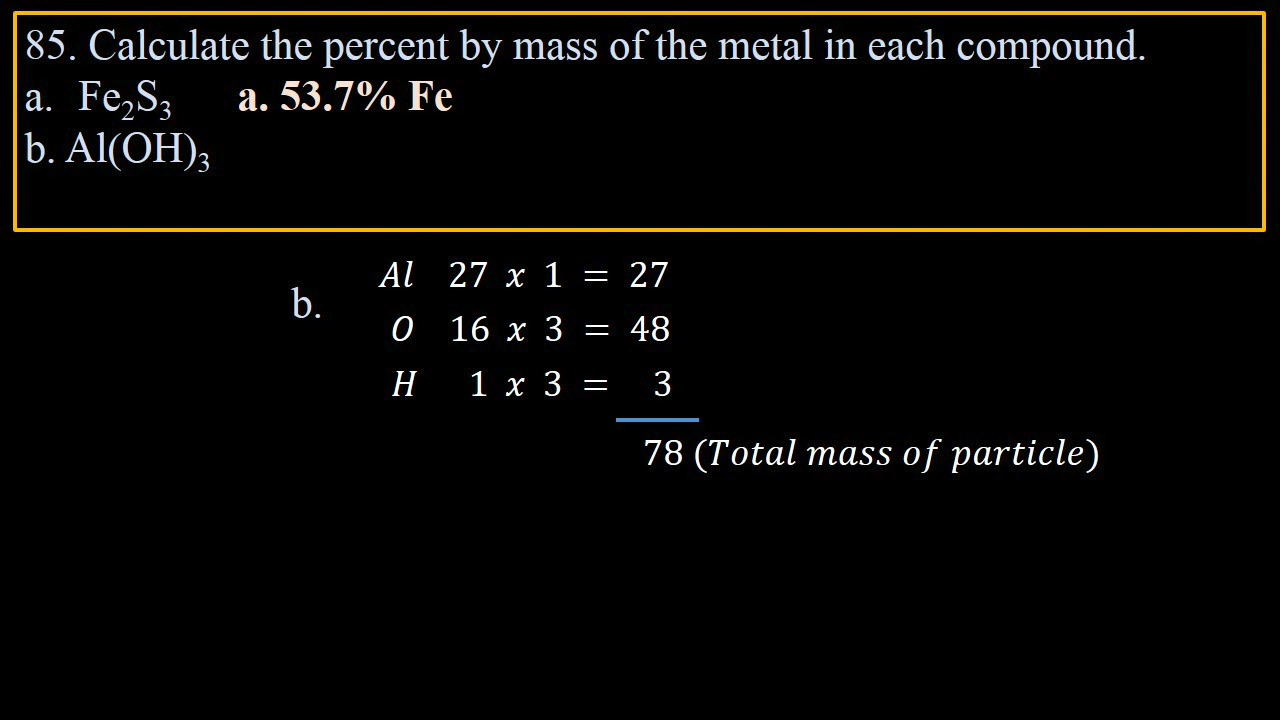 85. Calculate the percent by mass of the metal in each compound.
a. Fe₂S₃ a. 53.7% Fe
b. Al(OH)₃
b.
Al 27 x 1 = 27
O 16 x 3 = 48
H 1 x 3 = 3
78 (Total mass of particle)